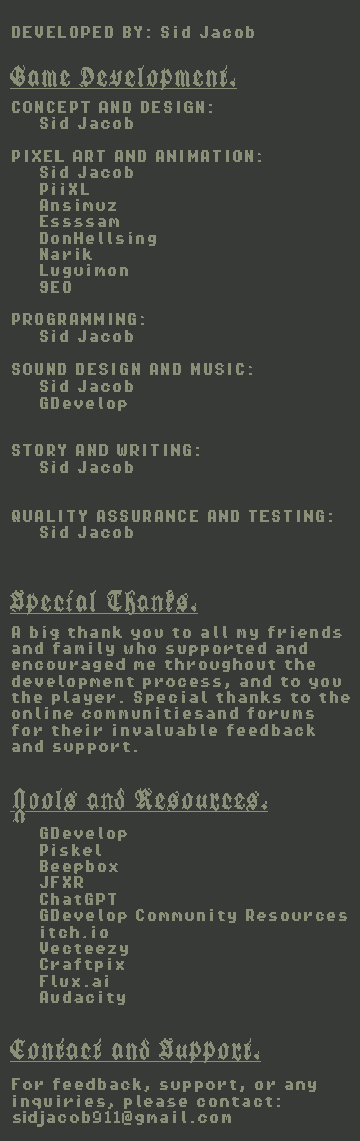 DEVELOPED BY: Sid Jacob
Game Development.
CONCEPT AND DESIGN:
Sid Jacob
PIXEL ART AND ANIMATION:
Sid Jacob
PiiXL
Ansimuz
Essssam
DonHellsing
Narik
Luguimon
9E0
PROGRAMMING:
Sid Jacob
SOUND DESIGN AND MUSIC:
Sid Jacob
GDevelop
STORY AND WRITING:
Sid Jacob
QUALITY ASSURANCE AND TESTING:
Sid Jacob
Special Thanks.
A big thank you to all my friends
and family who supported and
encouraged me throughout the
development process, and to you
the player. Special thanks to the
online communitiesand forums
for their invaluable feedback
and support.
Tools and Resources.
GDevelop
Piskel
Beepbox
JFXR
ChatGPT
GDevelop Community Resources
itch.io
Vecteezy
Craftpix
Flux.ai
Audacity
Contact and Support.
For feedback, support, or any
inquiries, please contact:
sidjacob911@gmail.com